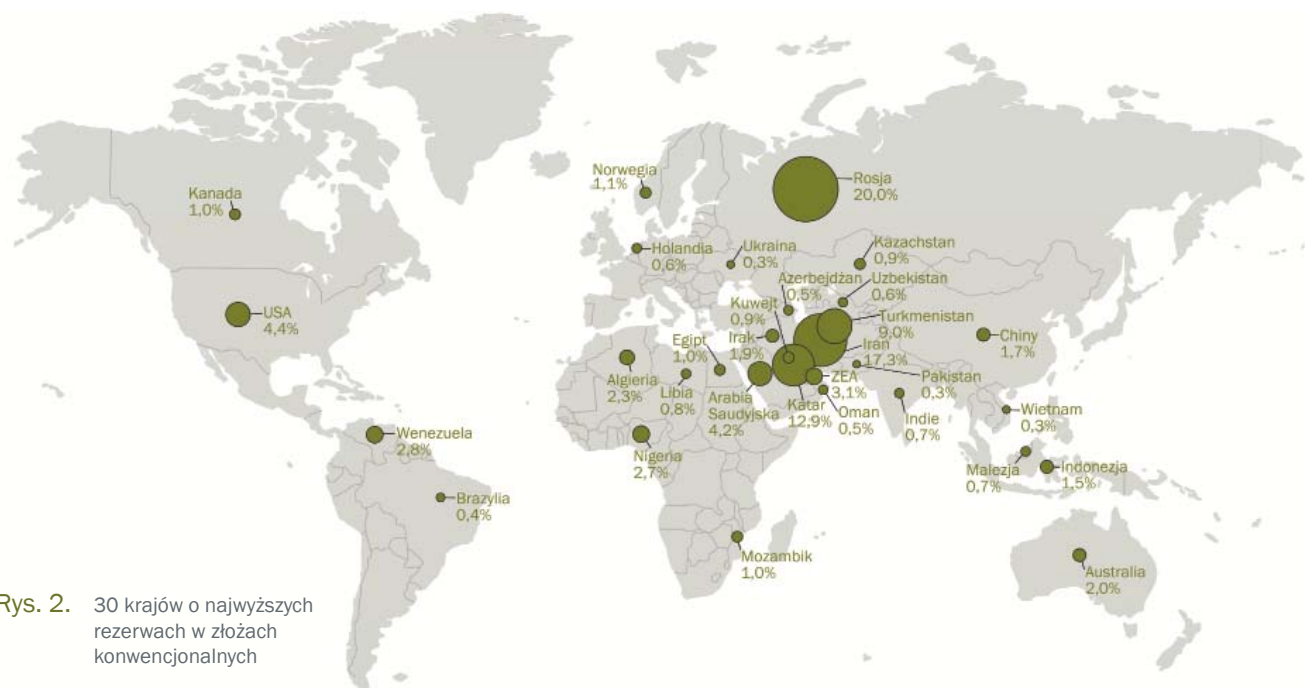 Norwegia
1,1%
Rosja
20,0%
Kanada
1,0%
Holandia
0,6%
Ukraina
0,3%
Kazachstan
0,9%
Azerbejdżan
0,5%
Uzbekistan
0,6%
Kuwejt
0,9%
USA
4,4%
Turkmenistan
9,0%
Irak
1,9%
Egipt
1,0%
Iran
17,3%
Chiny
1,7%
Algieria
2,3%
Libia
0,8%
Arabia
Saudyjska
4,2%
Katar
12,9%
ZEA
3,1%
Oman
0,5%
Pakistan
0,3%
Indie
0,7%
Wietnam
0,3%
Wenezuela
2,8%
Nigeria
2,7%
Malezja
0,7%
Indonezja
1,5%
Brazylia
0,4%
Mozambik
1,0%
Australia
2,0%
Rys. 2. 30 krajów o najwyższych
rezerwach w złożach
konwencjonalnych